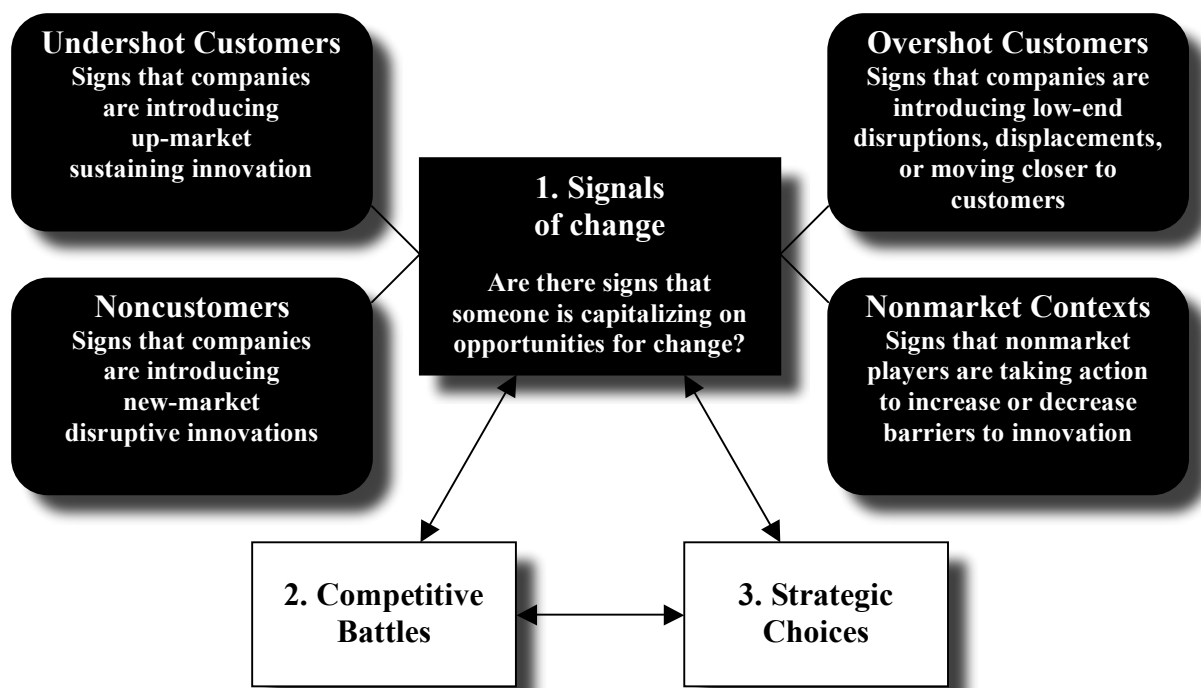 Undershot Customers
Signs that companies
are introducing
up-market
sustaining innovation
Overshot Customers
Signs that companies are
introducing low-end
disruptions, displacements,
or moving closer to
customers
1. Signals
of change
Are there signs that
someone is capitalizing on
opportunities for change?
Noncustomers
Signs that companies
are introducing
new-market
disruptive innovations
Nonmarket Contexts
Signs that nonmarket
players are taking action
to increase or decrease
barriers to innovation
2. Competitive
Battles
3. Strategic
Choices